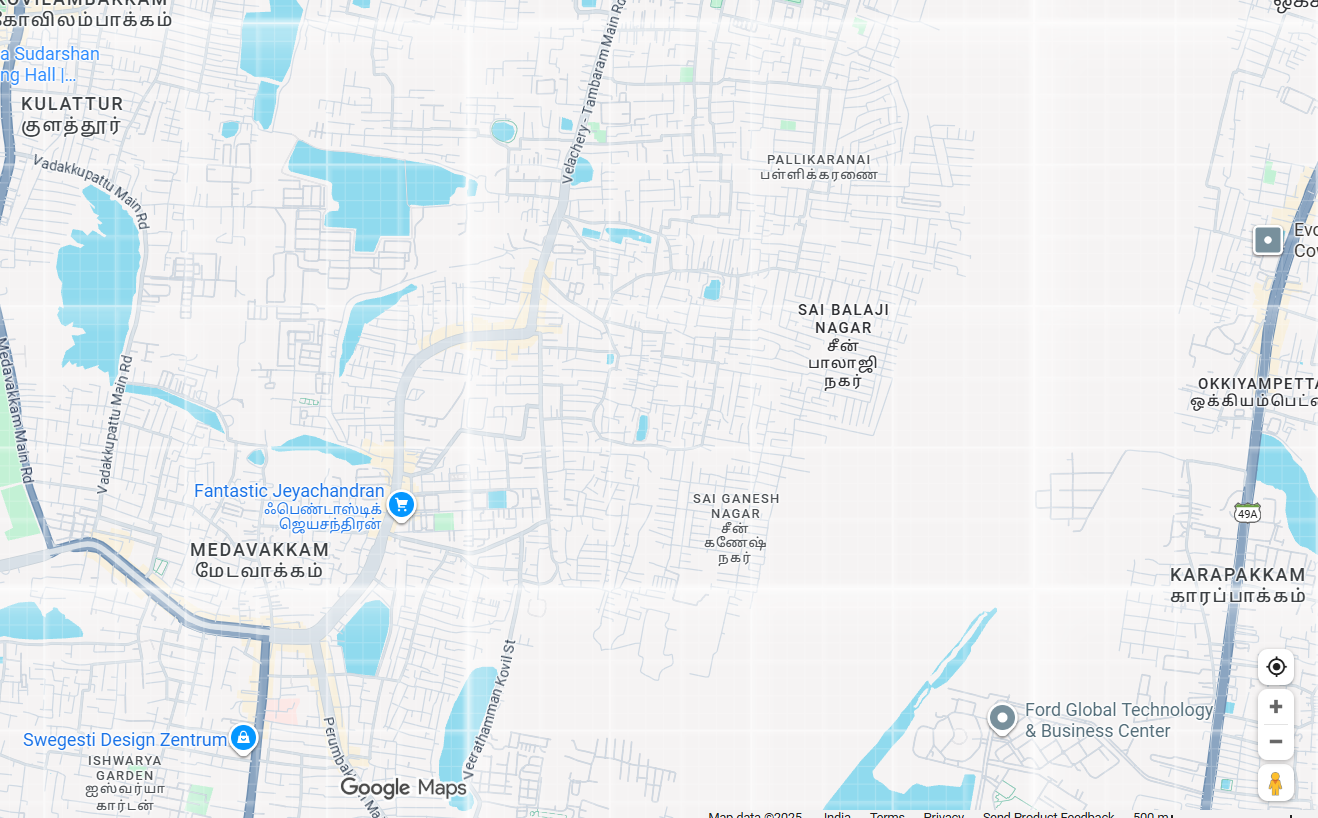 கோவிலம்பாக்கம்
a Sudarshan
ng Hall |...
KULATTUR
குளத்தூர்
Vadakkupattu Main Rd
Velachery - Tambaram Main Rd
PALLIKARANAI
பள்ளிக்கரணை
Evo
Cov
SAI BALAJI
NAGAR
சீன்
பாலாஜி
நகர்
Medavakkam Main Rd
Vadakkupattu Main Rd
OKKIYAMPETTA
ஒக்கியம்பெட்
Fantastic Jeyachandran
ஃபெண்டாஸ்டிக்
ஜெயசந்திரன்
SAI GANESH
NAGAR
சீன்
கணேஷ்
நகர்
49A
MEDAVAKKAM
மேடவாக்கம்
KARAPAKKAM
காரப்பாக்கம்
Veerathamman Kovil St
Ford Global Technology
& Business Center
Swegesti Design Zentrum
ISHWARYA
GARDEN
ஐஸ்வர்யா
கார்டன்
Perumbak
Ma
Google Maps
Map data ©2025 India Terms Privacy Send Product Feedback 500 m